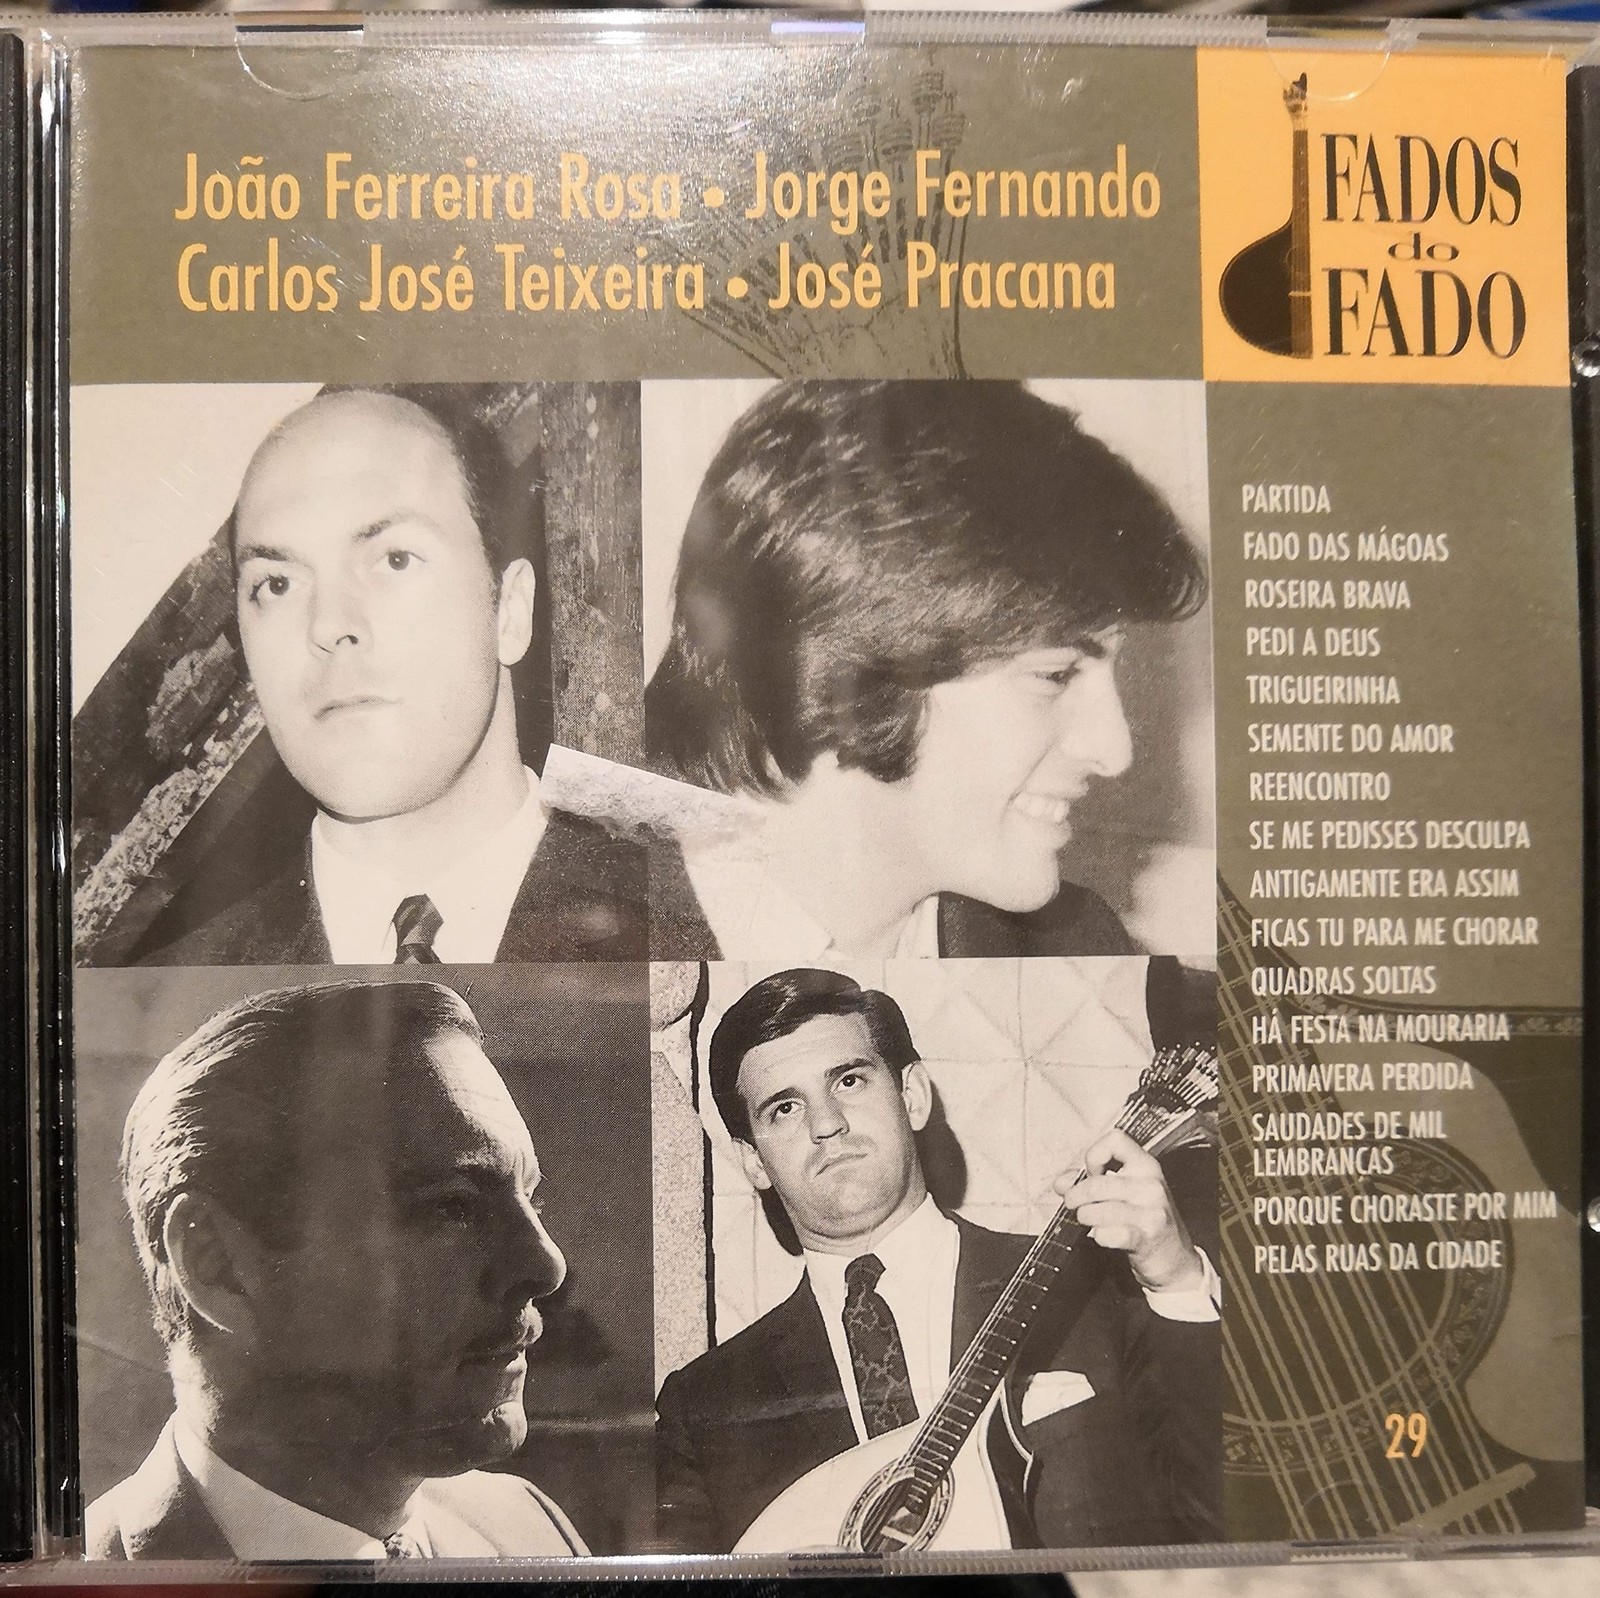 João Ferreira Rosa • Jorge Fernando
Carlos José Teixeira • José Pracana
FADOS
do
FADO
PARTIDA
FADO DAS MÁGOAS
ROSEIRA BRAVA
PEDI A DEUS
TRIGUEIRINHA
SEMENTE DO AMOR
REENCONTRO
SE ME PEDISSES DESCULPA
ANTIGAMENTE ERA ASSIM
FICAS TU PARA ME CHORAR
QUADRAS SOLTAS
HÁ FESTA NA MOURARIA
PRIMAVERA PERDIDA
SAUDADES DE MIL
LEMBRANÇAS
PORQUE CHORASTE POR MIM
PELAS RUAS DA CIDADE
29